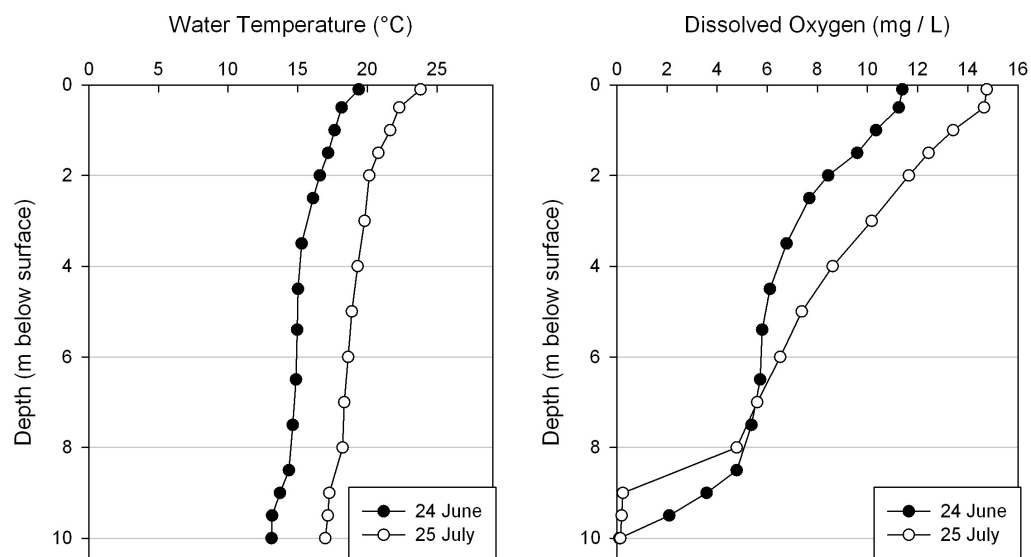 Water Temperature (°C)
0 5 10 15 20 25
0
2
4
6
8
10
Depth (m below surface)
24 June
25 July
Dissolved Oxygen (mg / L)
0 2 4 6 8 10 12 14 16
0
2
4
6
8
10
Depth (m below surface)
24 June
25 July